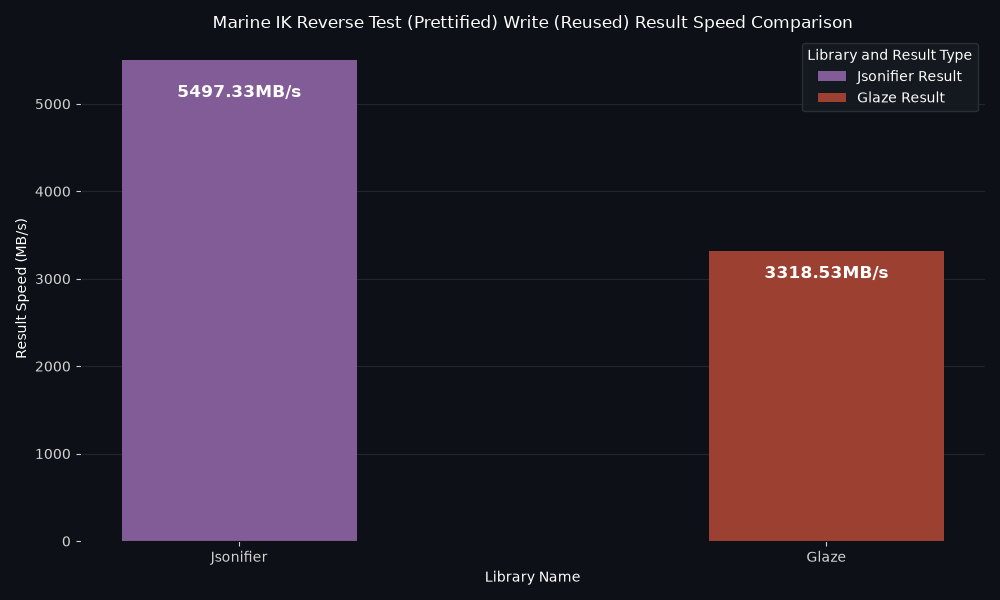 Marine IK Reverse Test (Prettified) Write (Reused) Result Speed Comparison
Library and Result Type
Jsonifier Result
Glaze Result
5497.33MB/s
3318.53MB/s
Result Speed (MB/s)
5000
4000
3000
2000
1000
0
Jsonifier
Glaze
Library Name